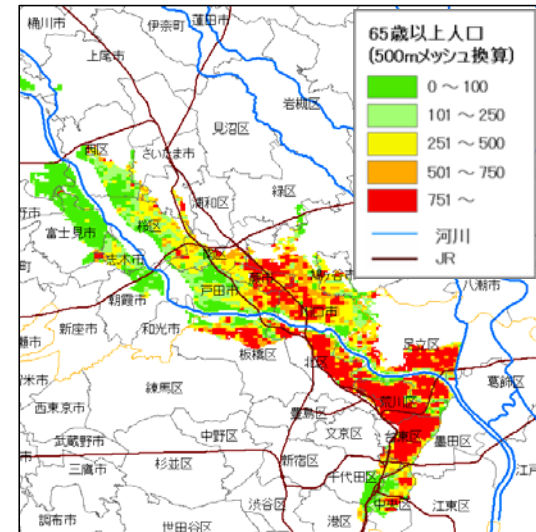 65歳以上人口
(500mメッシュ換算)
0 ～ 100
101 ～ 250
251 ～ 500
501 ～ 750
751 ～
河川
JR
桶川市
伊奈町
蓮田市
上尾市
岩槻区
見沼区
西区
さいたま市
緑区
浦和区
桜区
富士見市
志木市
戸田市
八潮市
朝霞市
新座市
和光市
板橋区
北区
足立区
葛飾区
練馬区
荒川区
豊島区
西東京市
文京区
台東区
墨田区
中野区
武蔵野市
新宿区
三鷹市
杉並区
千代田区
渋谷区
江東区
港区
調布市
世田谷区